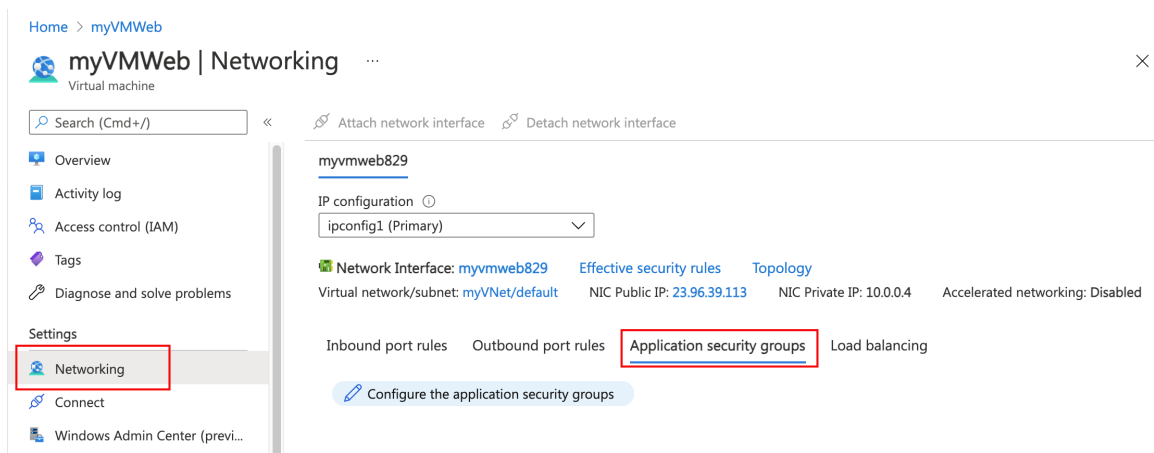 Home > myVMWeb
myVMWeb | Networking ...
Virtual machine
Search (Cmd+/)
«
Overview
Activity log
Access control (IAM)
Tags
Diagnose and solve problems
Settings
Networking
Connect
Windows Admin Center (previ...
Attach network interface Detach network interface
myvmweb829
IP configuration
ipconfig1 (Primary)
Network Interface: myvmweb829 Effective security rules Topology
Virtual network/subnet: myVNet/default NIC Public IP: 23.96.39.113 NIC Private IP: 10.0.0.4 Accelerated networking: Disabled
Inbound port rules Outbound port rules Application security groups Load balancing
Configure the application security groups